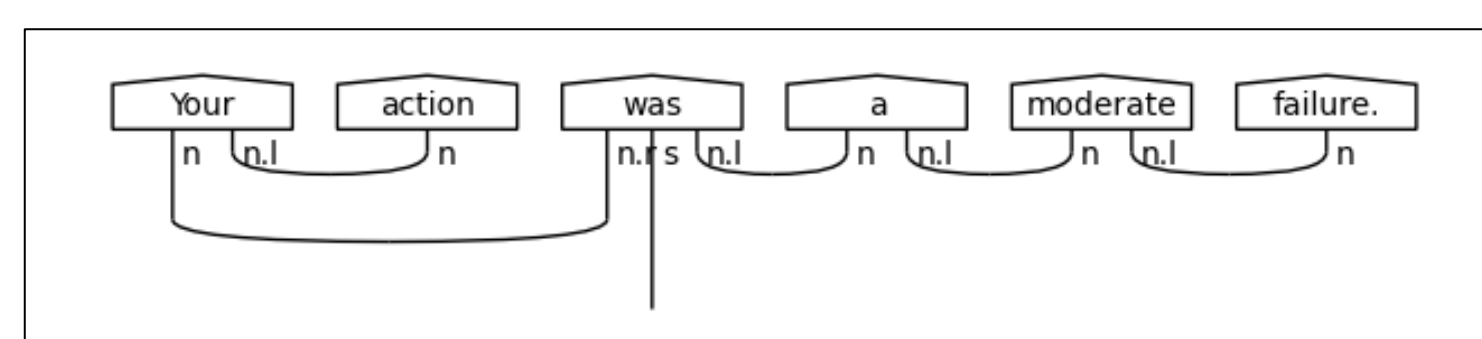 Your action was a moderate failure.
n n.l n n.r s n.l n n.l n n.l n